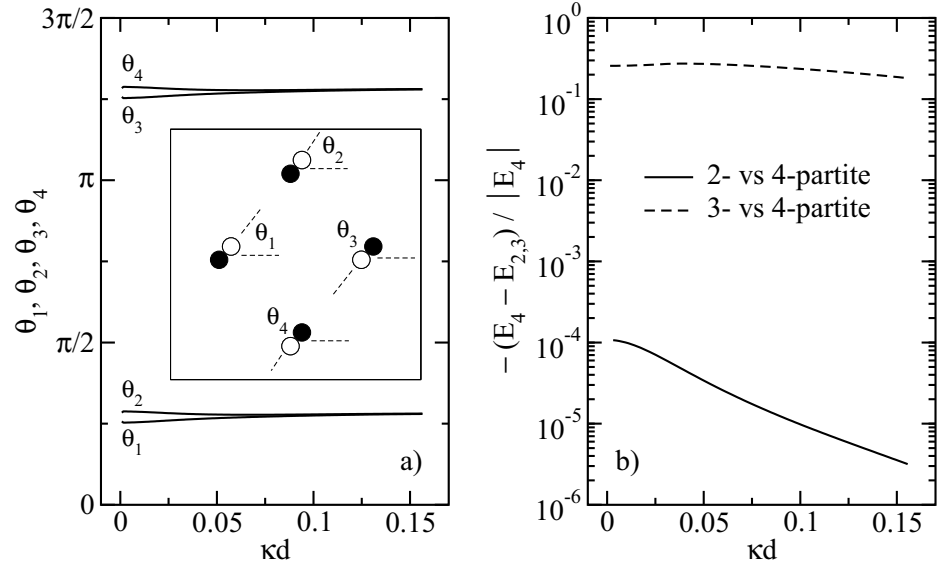 3π/2
π
π/2
0
θ₁, θ₂, θ₃, θ₄
θ₄
θ₃
θ₂
θ₁
θ₂
θ₁
θ₃
θ₄
a)
0
0.05
0.1
0.15
κd
10⁰
10⁻¹
10⁻²
10⁻³
10⁻⁴
10⁻⁵
10⁻⁶
− (E₄ − E₂,₃) / |E₄|
2- vs 4-partite
3- vs 4-partite
b)
0
0.05
0.1
0.15
κd